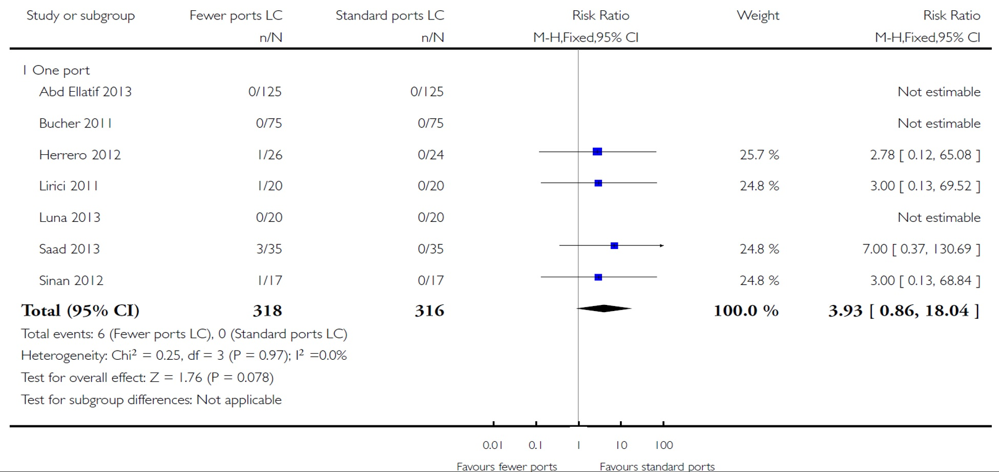 Study or subgroup Fewer ports LC Standard ports LC Risk Ratio Weight Risk Ratio
n/N n/N M-H,Fixed,95% CI M-H,Fixed,95% CI
1 One port
Abd Ellatif 2013 0/125 0/125 Not estimable
Bucher 2011 0/75 0/75 Not estimable
Herrero 2012 1/26 0/24 25.7 % 2.78 [ 0.12, 65.08 ]
Lirici 2011 1/20 0/20 24.8 % 3.00 [ 0.13, 69.52 ]
Luna 2013 0/20 0/20 Not estimable
Saad 2013 3/35 0/35 24.8 % 7.00 [ 0.37, 130.69 ]
Sinan 2012 1/17 0/17 24.8 % 3.00 [ 0.13, 68.84 ]
Total (95% CI) 318 316 100.0 % 3.93 [ 0.86, 18.04 ]
Total events: 6 (Fewer ports LC), 0 (Standard ports LC)
Heterogeneity: Chi² = 0.25, df = 3 (P = 0.97); I² =0.0%
Test for overall effect: Z = 1.76 (P = 0.078)
Test for subgroup differences: Not applicable
0.01 0.1 1 10 100
Favours fewer ports Favours standard ports